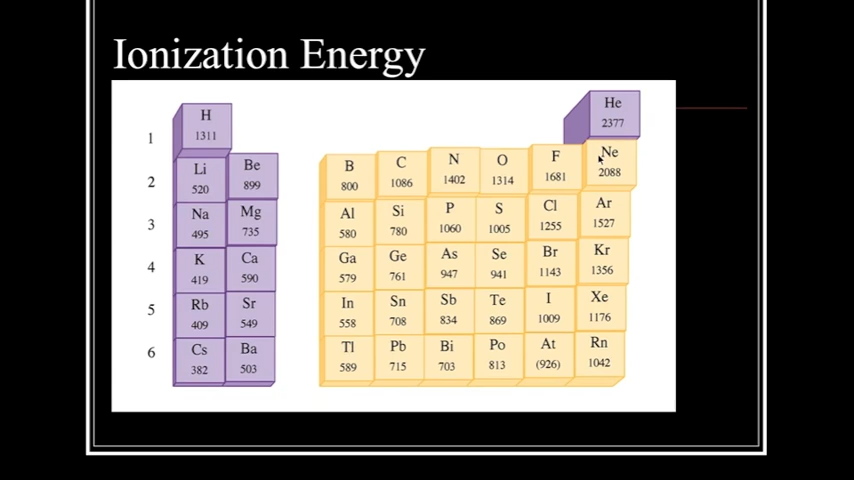 Ionization Energy
H He
1 1311 2377
Li Be B C N O F Ne
2 520 899 800 1086 1402 1314 1681 2088
Na Mg Al Si P S Cl Ar
3 495 735 580 780 1060 1005 1255 1527
K Ca Ga Ge As Se Br Kr
4 419 590 579 761 947 941 1143 1356
Rb Sr In Sn Sb Te I Xe
5 409 549 558 708 834 869 1009 1176
Cs Ba Tl Pb Bi Po At Rn
6 382 503 589 715 703 813 (926) 1042